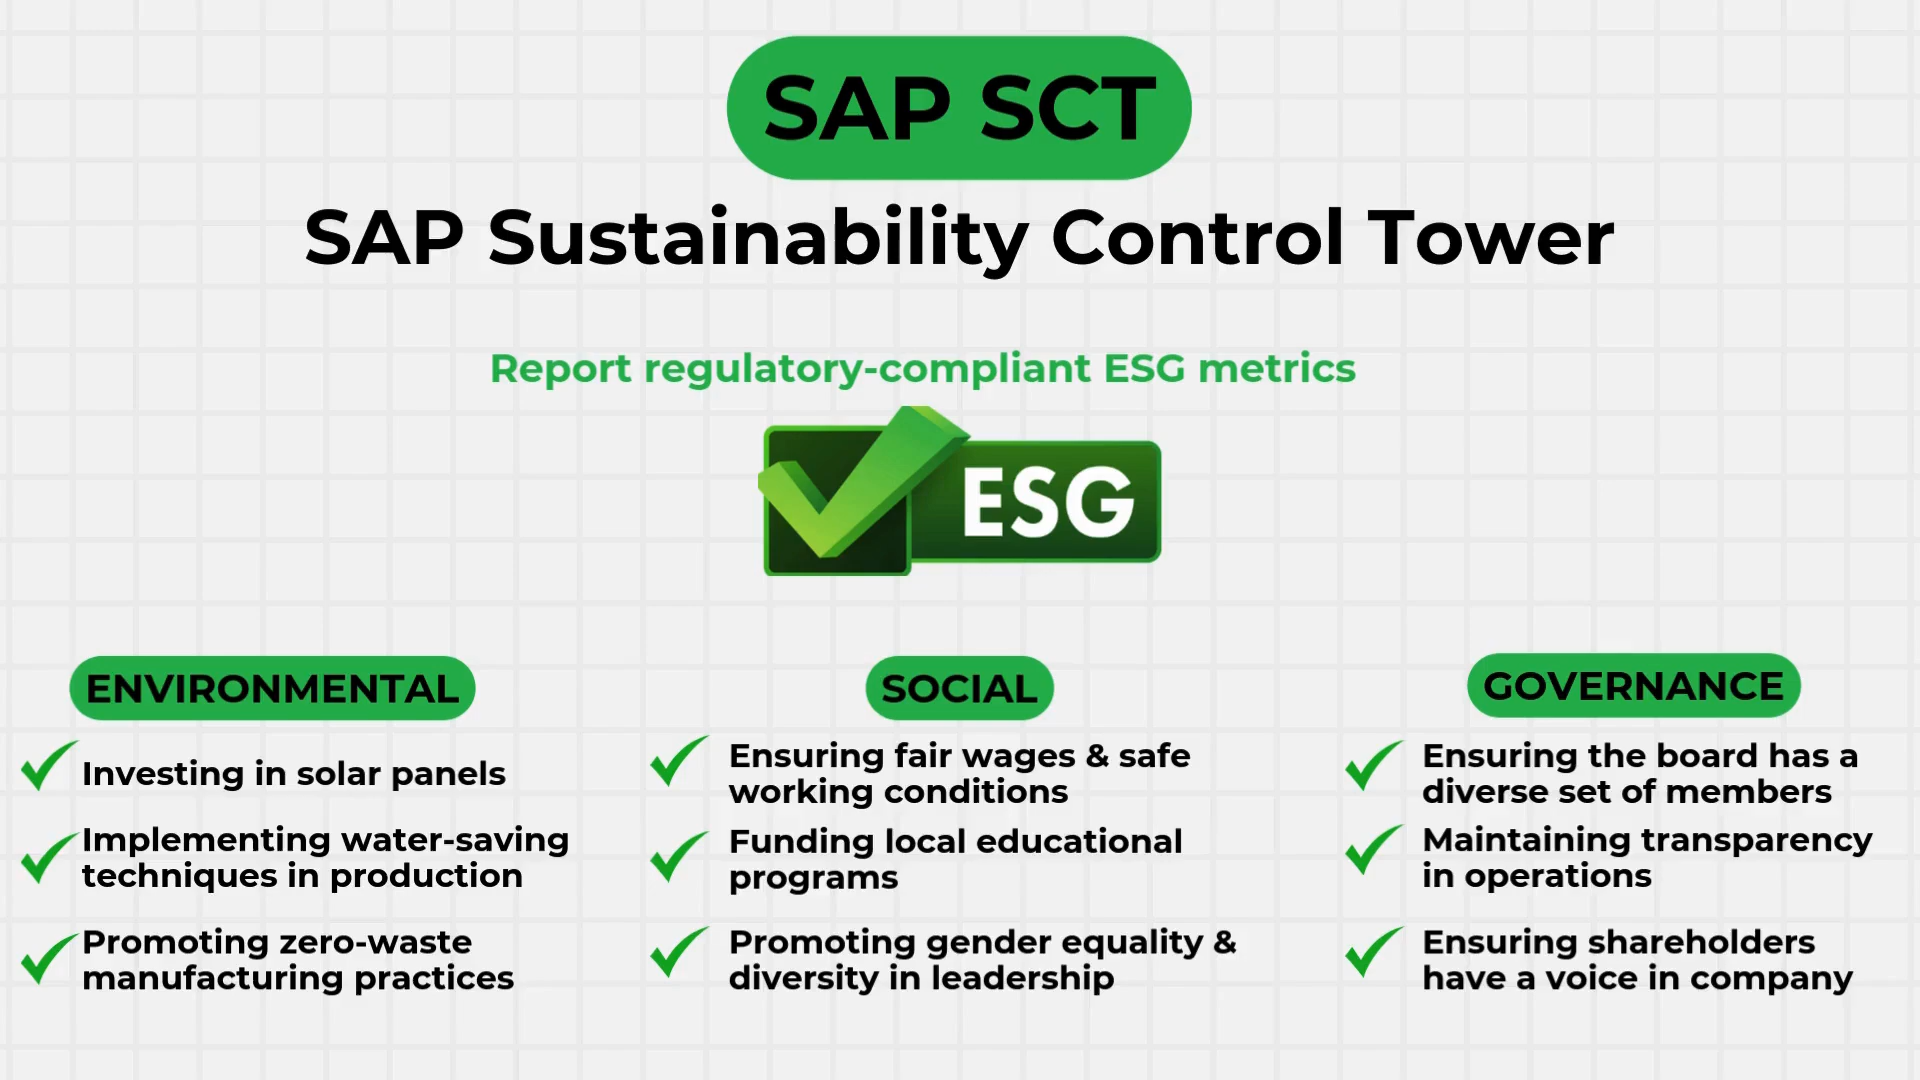 SAP SCT
SAP Sustainability Control Tower
Report regulatory-compliant ESG metrics
ESG
ENVIRONMENTAL
Investing in solar panels
Implementing water-saving
techniques in production
Promoting zero-waste
manufacturing practices
SOCIAL
Ensuring fair wages & safe
working conditions
Funding local educational
programs
Promoting gender equality &
diversity in leadership
GOVERNANCE
Ensuring the board has a
diverse set of members
Maintaining transparency
in operations
Ensuring shareholders
have a voice in company